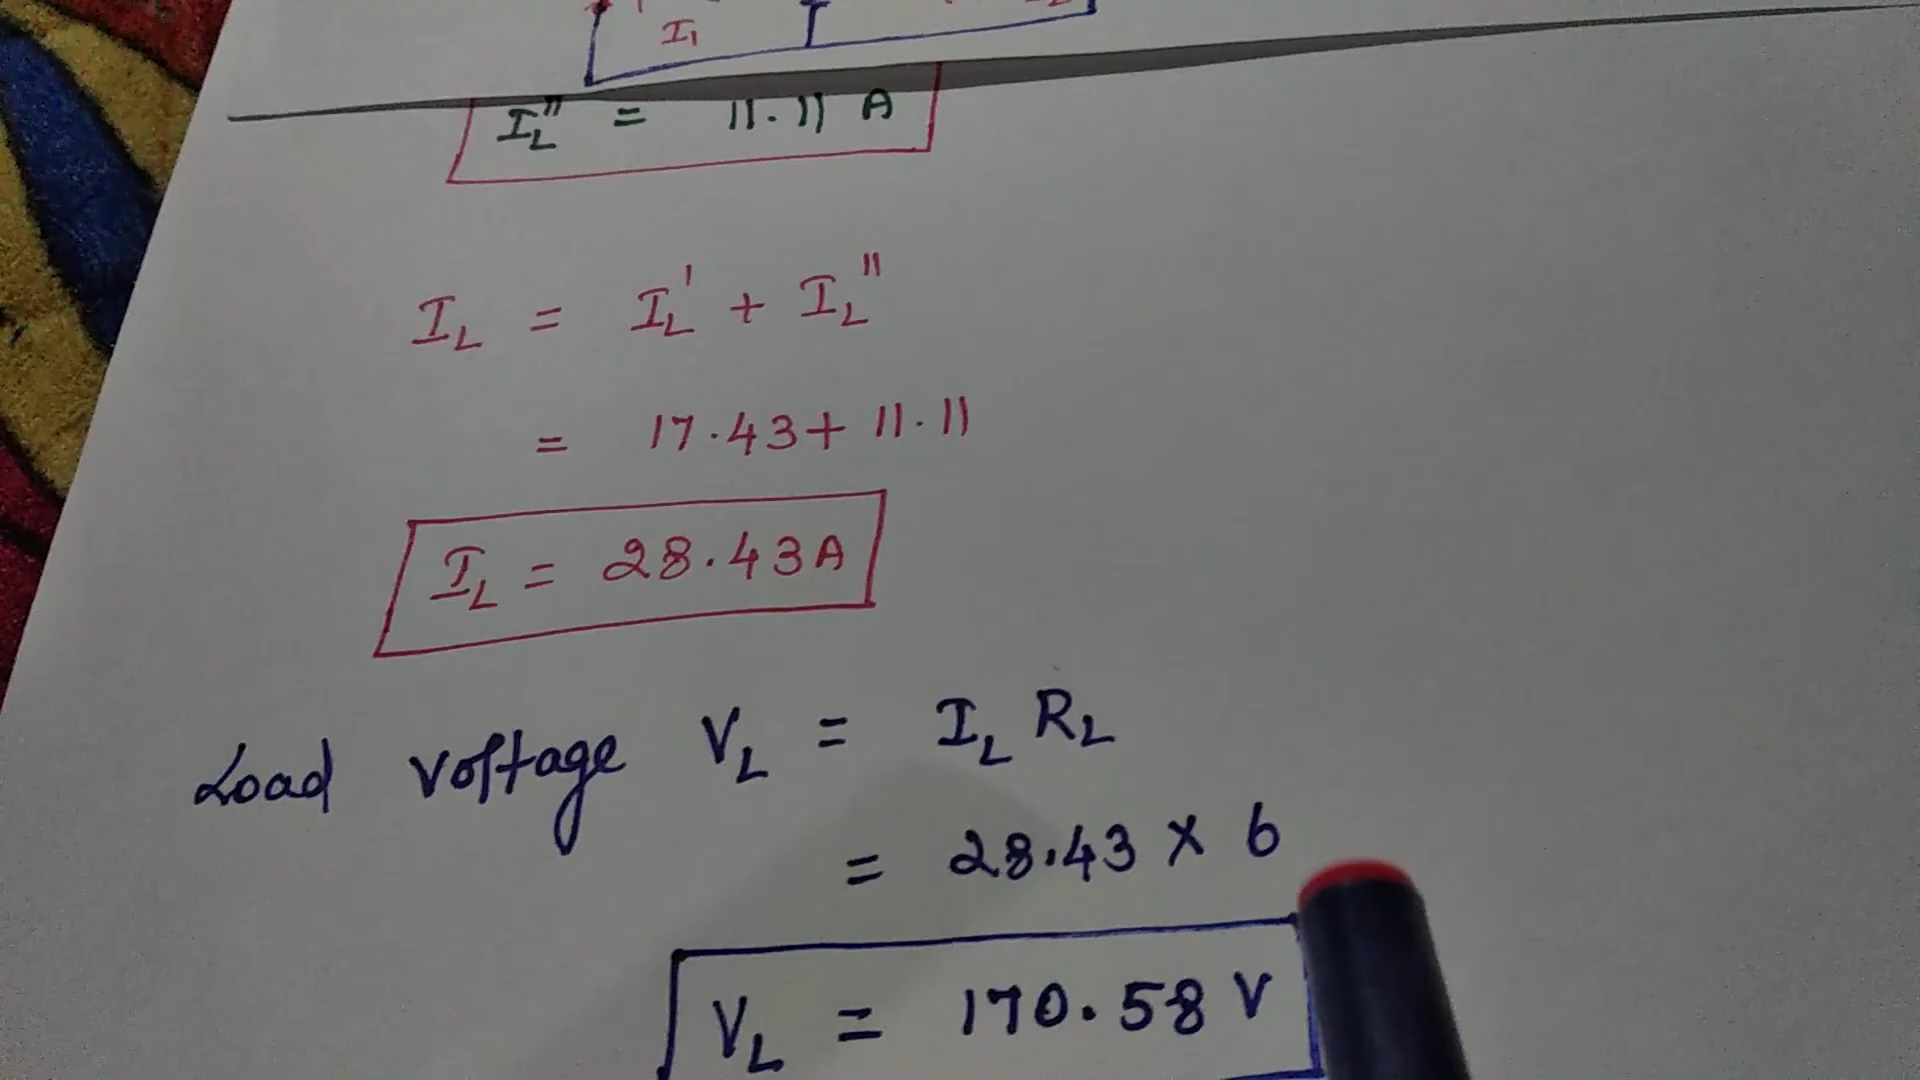 I₁
I_L'' = 11.11 A
I_L = I_L' + I_L''
= 17.43 + 11.11
I_L = 28.43 A
Load voltage V_L = I_L R_L
= 28.43 × 6
V_L = 170.58 V